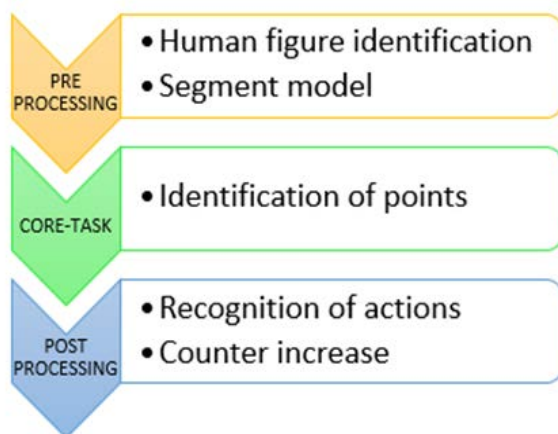 PRE
PROCESSING
• Human figure identification
• Segment model
CORE-TASK
• Identification of points
POST
PROCESSING
• Recognition of actions
• Counter increase